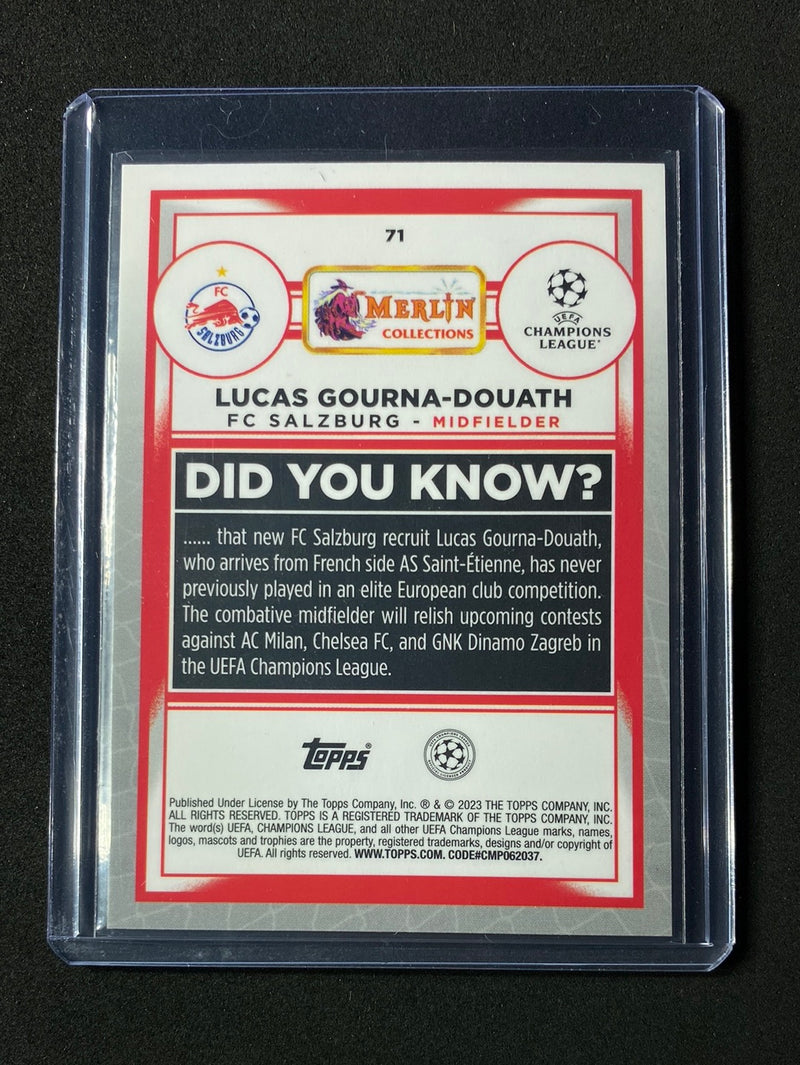 71
FC
SALZBURG
MERLIN
COLLECTIONS
UEFA
CHAMPIONS
LEAGUE®
LUCAS GOURNA-DOUATH
FC SALZBURG - MIDFIELDER
DID YOU KNOW?
...... that new FC Salzburg recruit Lucas Gourna-Douath,
who arrives from French side AS Saint-Étienne, has never
previously played in an elite European club competition.
The combative midfielder will relish upcoming contests
against AC Milan, Chelsea FC, and GNK Dinamo Zagreb in
the UEFA Champions League.
topps®
Published Under License by The Topps Company, Inc. ® & © 2023 THE TOPPS COMPANY, INC.
ALL RIGHTS RESERVED. TOPPS IS A REGISTERED TRADEMARK OF THE TOPPS COMPANY, INC.
The word(s) UEFA, CHAMPIONS LEAGUE, and all other UEFA Champions League marks, names,
logos, mascots and trophies are the property, registered trademarks, designs and/or copyright of
UEFA. All rights reserved. WWW.TOPPS.COM. CODE#CMP062037.